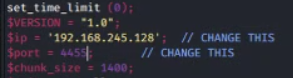 set_time_limit (0);
$VERSION = "1.0";
$ip = '192.168.245.128';  // CHANGE THIS
$port = 4455;       // CHANGE THIS
$chunk_size = 1400;